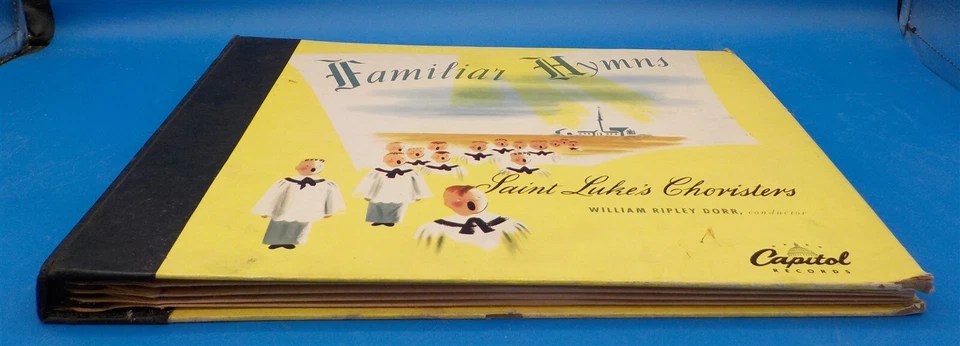 Familiar Hymns
Saint Luke's Choristers
WILLIAM RIPLEY DORR, conductor
Capitol
RECORDS